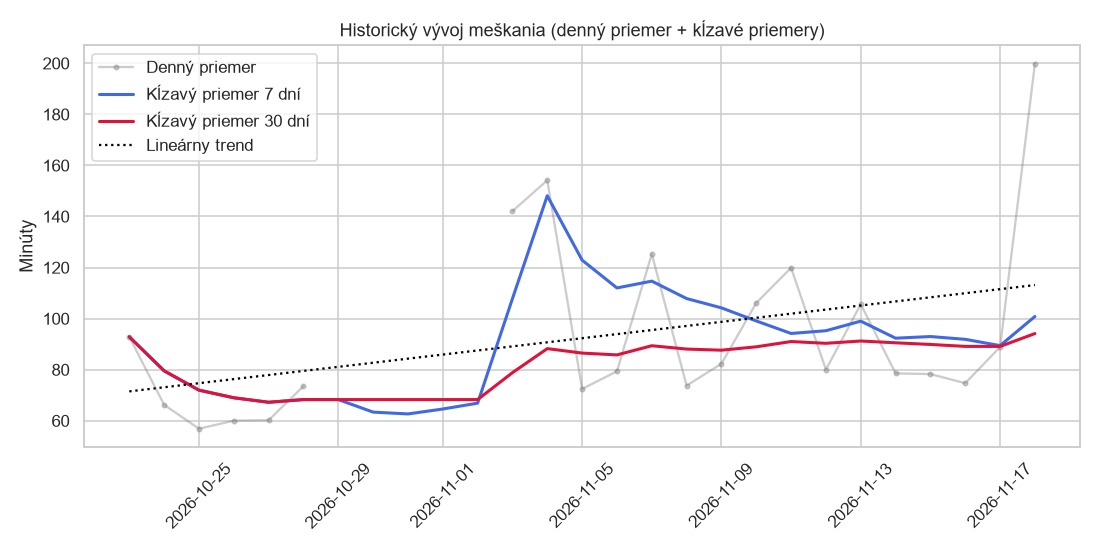 Historický vývoj meškania (denný priemer + kĺzavé priemery)
Denný priemer
Kĺzavý priemer 7 dní
Kĺzavý priemer 30 dní
Lineárny trend
Minúty
200
180
160
140
120
100
80
60
2026-10-25
2026-10-29
2026-11-01
2026-11-05
2026-11-09
2026-11-13
2026-11-17